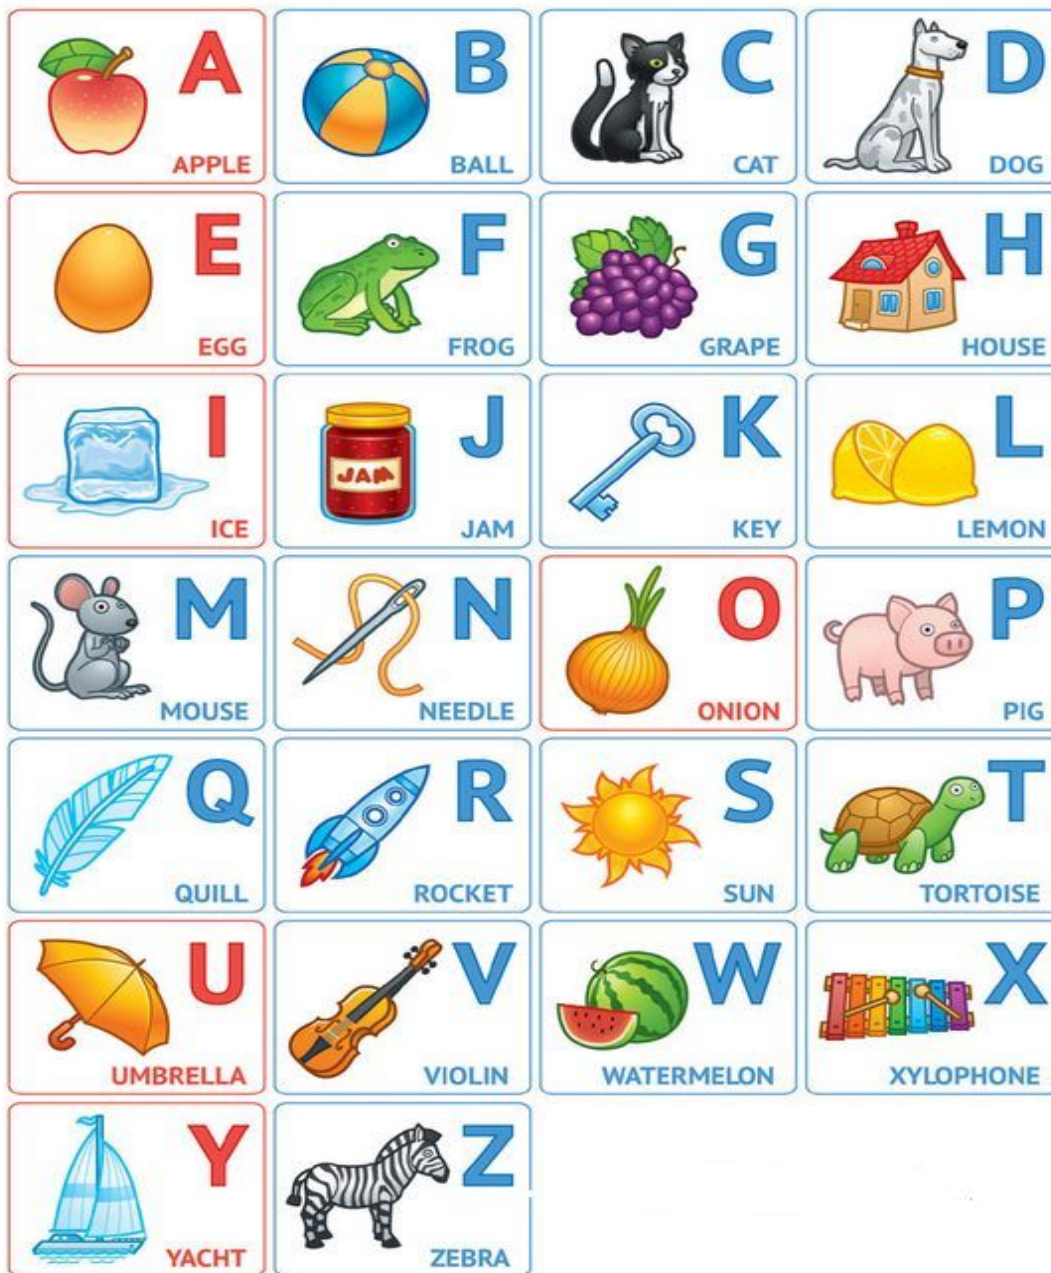 A
APPLE
B
BALL
C
CAT
D
DOG
E
EGG
F
FROG
G
GRAPE
H
HOUSE
I
ICE
J
JAM
JAM
K
KEY
L
LEMON
M
MOUSE
N
NEEDLE
O
ONION
P
PIG
Q
QUILL
R
ROCKET
S
SUN
T
TORTOISE
U
UMBRELLA
V
VIOLIN
W
WATERMELON
X
XYLOPHONE
Y
YACHT
Z
ZEBRA